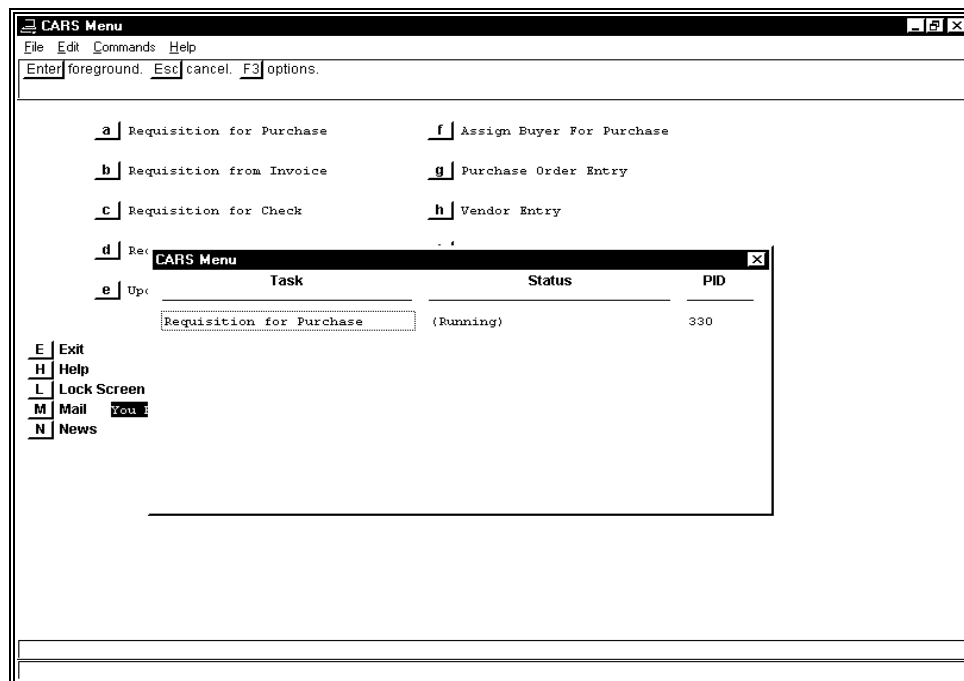 CARS Menu
File Edit Commands Help
Enter foreground. Esc cancel. F3 options.
a Requisition for Purchase f Assign Buyer For Purchase
b Requisition from Invoice g Purchase Order Entry
c Requisition for Check h Vendor Entry
d
e
CARS Menu
Task Status PID
Requisition for Purchase (Running) 330
E Exit
H Help
L Lock Screen
M Mail You
N News